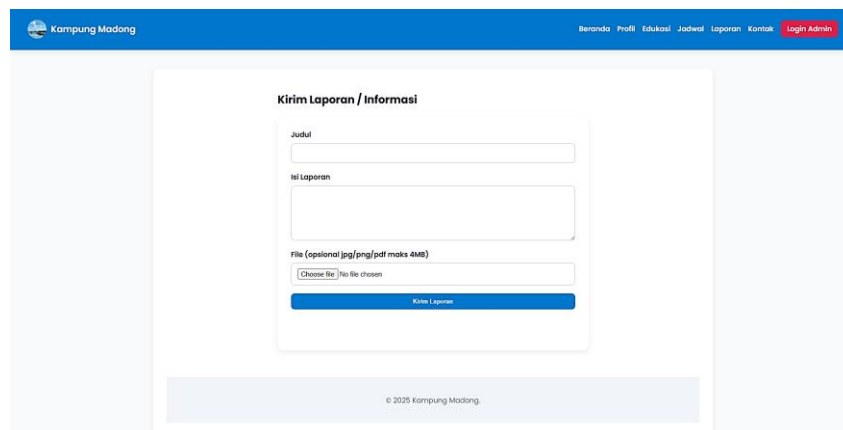 Kampung Madong
Beranda Profil Edukasi Jadwal Laporan Kontak Login Admin
Kirim Laporan / Informasi
Judul
Isi Laporan
File (opsional jpg/png/pdf maks 4MB)
Choose file No file chosen
Kirim Laporan
© 2025 Kampung Madong.